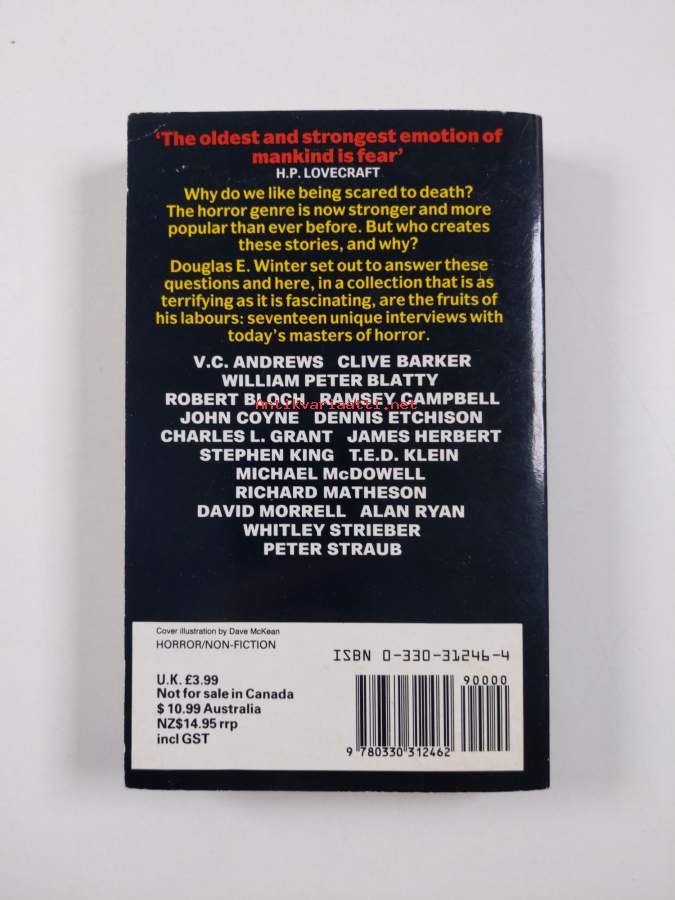 'The oldest and strongest emotion of
mankind is fear'
H.P. LOVECRAFT
Why do we like being scared to death?
The horror genre is now stronger and more
popular than ever before. But who creates
these stories, and why?
Douglas E. Winter set out to answer these
questions and here, in a collection that is as
terrifying as it is fascinating, are the fruits of
his labours: seventeen unique interviews with
today's masters of horror.
V.C. ANDREWS CLIVE BARKER
WILLIAM PETER BLATTY
ROBERT BLOCH RAMSEY CAMPBELL
Antikvariaatti.net
JOHN COYNE DENNIS ETCHISON
CHARLES L. GRANT JAMES HERBERT
STEPHEN KING T.E.D. KLEIN
MICHAEL McDOWELL
RICHARD MATHESON
DAVID MORRELL ALAN RYAN
WHITLEY STRIEBER
PETER STRAUB
Cover illustration by Dave McKean
HORROR/NON-FICTION
ISBN 0-330-31246-4
U.K. £3.99
Not for sale in Canada
$ 10.99 Australia
NZ$14.95 rrp
incl GST
90000
9 780330 312462